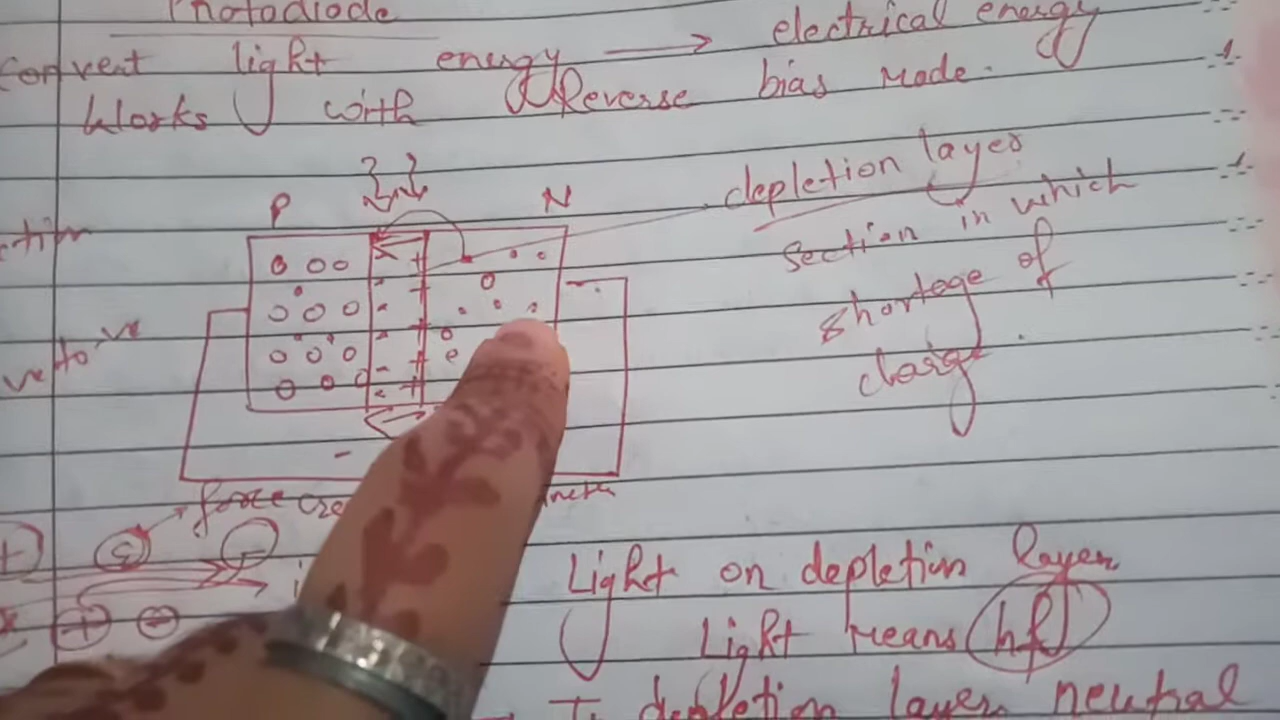 Photodiode
Convert light energy → electrical energy
Works with Reverse bias mode.
P N
depletion layer
section in which
shortage of
charge.
force
Light on depletion layer
Light means hf
depletion layer neutral